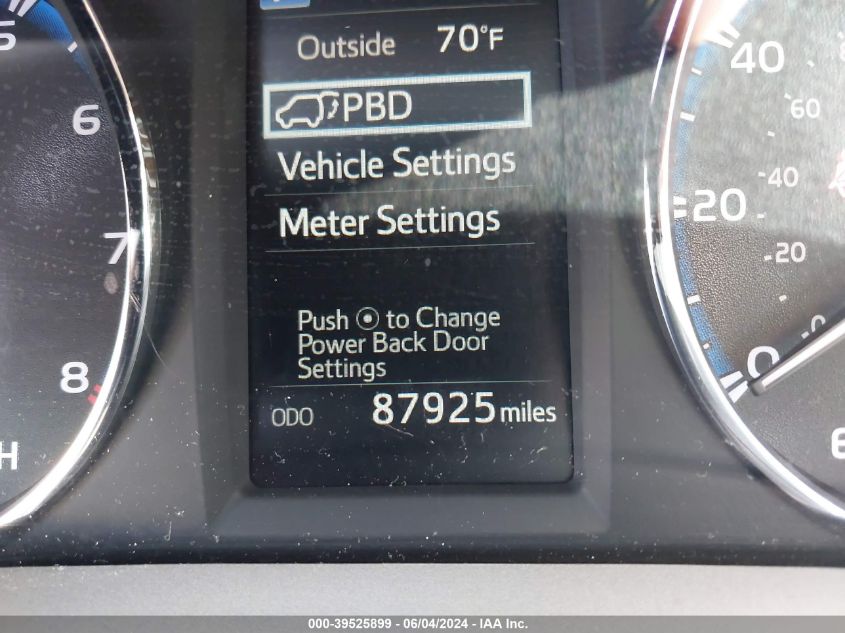 Outside 70°F
PBD
Vehicle Settings
Meter Settings
Push ⊙ to Change
Power Back Door
Settings
ODO 87925 miles
6
7
8
H
40
60
40
20
20
0
0
6
000-39525899 - 06/04/2024 - IAA Inc.